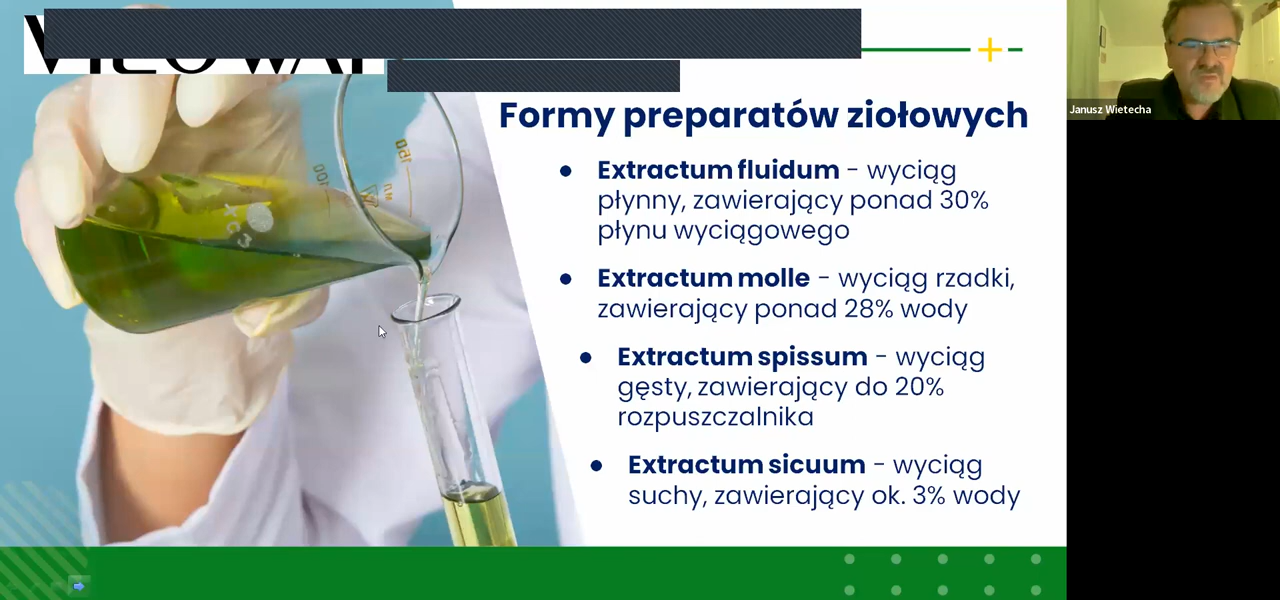 Formy preparatów ziołowych
Janusz Wietecha
• Extractum fluidum - wyciąg
płynny, zawierający ponad 30%
płynu wyciągowego
• Extractum molle - wyciąg rzadki,
zawierający ponad 28% wody
• Extractum spissum - wyciąg
gęsty, zawierający do 20%
rozpuszczalnika
• Extractum sicuum - wyciąg
suchy, zawierający ok. 3% wody